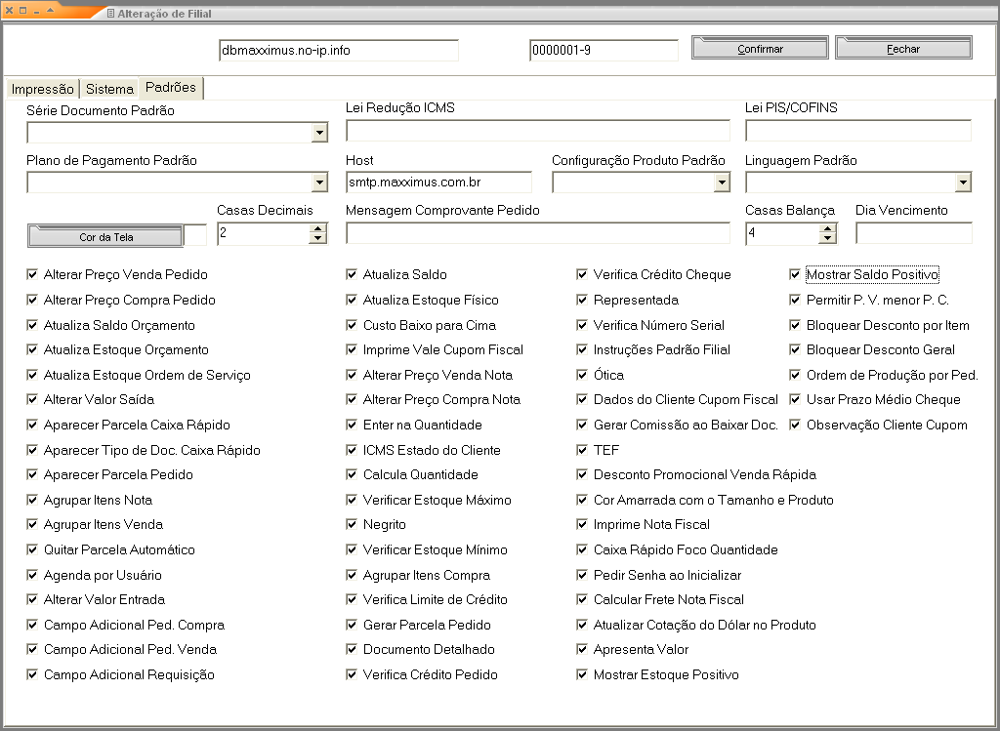 Alteração de Filial
dbmaxximus.no-ip.info 0000001-9 Confirmar Fechar
Impressão Sistema Padrões
Série Documento Padrão Lei Redução ICMS Lei PIS/COFINS
Plano de Pagamento Padrão Host Configuração Produto Padrão Linguagem Padrão
smtp.maxximus.com.br
Casas Decimais Mensagem Comprovante Pedido Casas Balança Dia Vencimento
Cor da Tela 2 4
Alterar Preço Venda Pedido Atualiza Saldo Verifica Crédito Cheque Mostrar Saldo Positivo
Alterar Preço Compra Pedido Atualiza Estoque Físico Representada Permitir P. V. menor P. C.
Atualiza Saldo Orçamento Custo Baixo para Cima Verifica Número Serial Bloquear Desconto por Item
Atualiza Estoque Orçamento Imprime Vale Cupom Fiscal Instruções Padrão Filial Bloquear Desconto Geral
Atualiza Estoque Ordem de Serviço Alterar Preço Venda Nota Ótica Ordem de Produção por Ped.
Alterar Valor Saída Alterar Preço Compra Nota Dados do Cliente Cupom Fiscal Usar Prazo Médio Cheque
Aparecer Parcela Caixa Rápido Enter na Quantidade Gerar Comissão ao Baixar Doc. Observação Cliente Cupom
Aparecer Tipo de Doc. Caixa Rápido ICMS Estado do Cliente TEF
Aparecer Parcela Pedido Calcula Quantidade Desconto Promocional Venda Rápida
Agrupar Itens Nota Verificar Estoque Máximo Cor Amarrada com o Tamanho e Produto
Agrupar Itens Venda Negrito Imprime Nota Fiscal
Quitar Parcela Automático Verificar Estoque Mínimo Caixa Rápido Foco Quantidade
Agenda por Usuário Agrupar Itens Compra Pedir Senha ao Inicializar
Alterar Valor Entrada Verifica Limite de Crédito Calcular Frete Nota Fiscal
Campo Adicional Ped. Compra Gerar Parcela Pedido Atualizar Cotação do Dólar no Produto
Campo Adicional Ped. Venda Documento Detalhado Apresenta Valor
Campo Adicional Requisição Verifica Crédito Pedido Mostrar Estoque Positivo